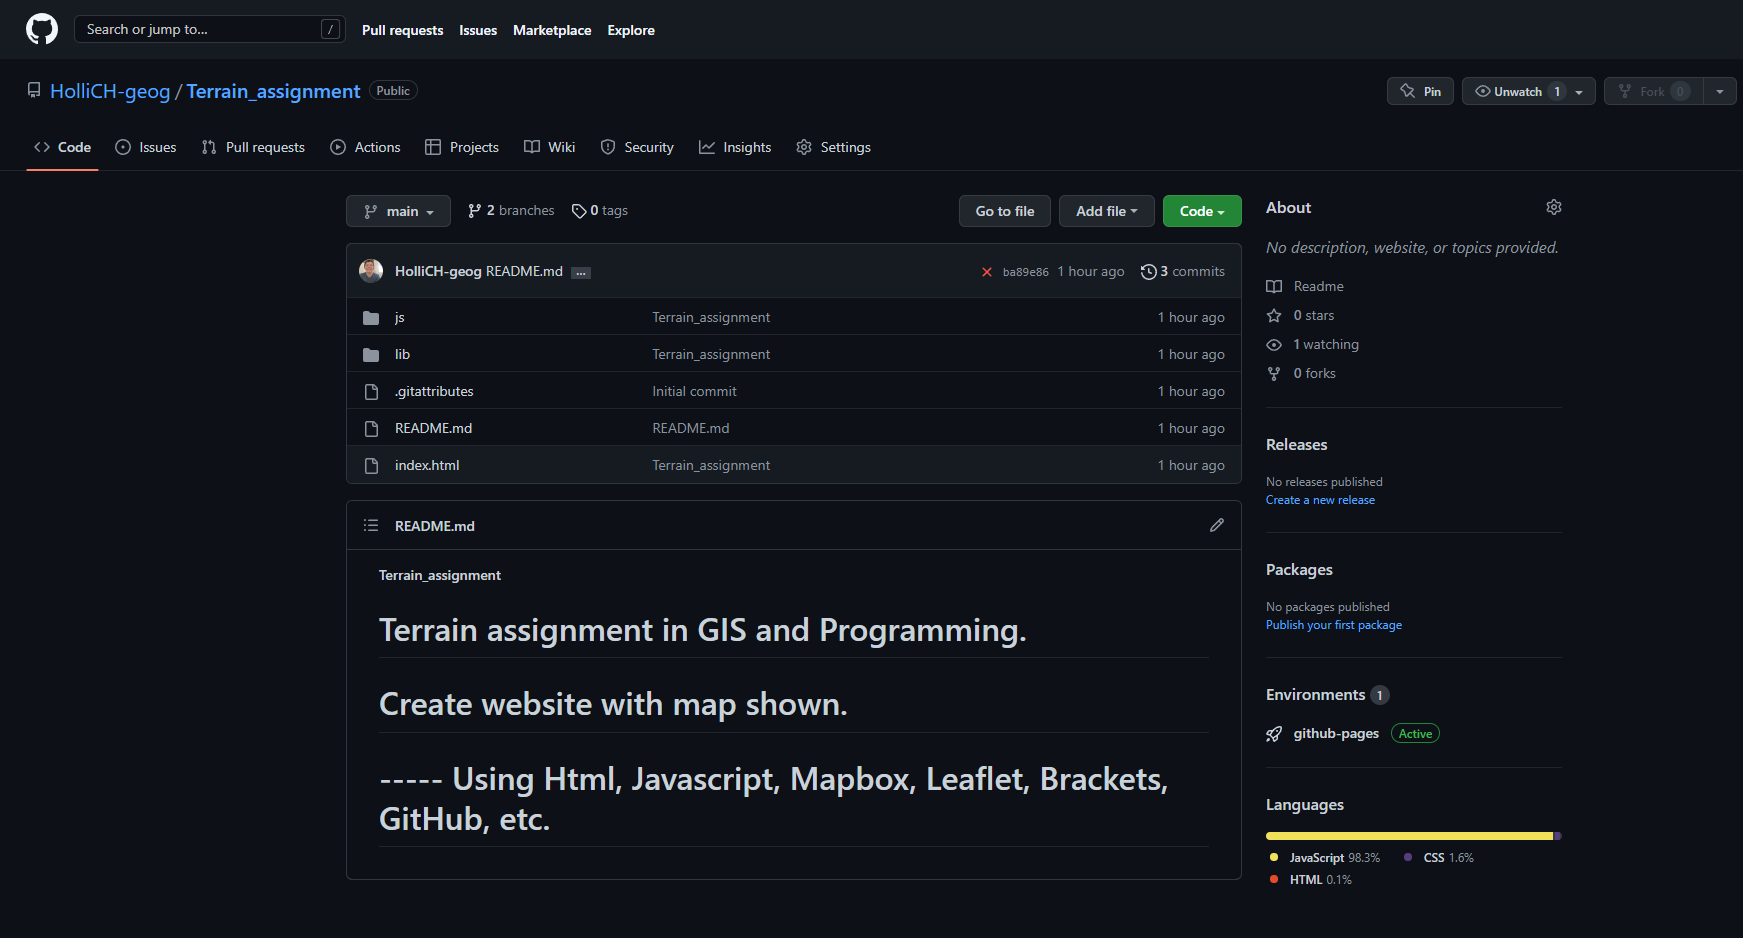 Search or jump to... /
Pull requests Issues Marketplace Explore
HolliCH-geog / Terrain_assignment Public
Pin Unwatch 1 Fork 0
Code Issues Pull requests Actions Projects Wiki Security Insights Settings
main 2 branches 0 tags Go to file Add file Code
HolliCH-geog README.md ... ba89e86 1 hour ago 3 commits
js Terrain_assignment 1 hour ago
lib Terrain_assignment 1 hour ago
.gitattributes Initial commit 1 hour ago
README.md README.md 1 hour ago
index.html Terrain_assignment 1 hour ago
README.md
Terrain_assignment
Terrain assignment in GIS and Programming.
Create website with map shown.
----- Using Html, Javascript, Mapbox, Leaflet, Brackets,
GitHub, etc.
About
No description, website, or topics provided.
Readme
0 stars
1 watching
0 forks
Releases
No releases published
Create a new release
Packages
No packages published
Publish your first package
Environments 1
github-pages Active
Languages
JavaScript 98.3% CSS 1.6%
HTML 0.1%